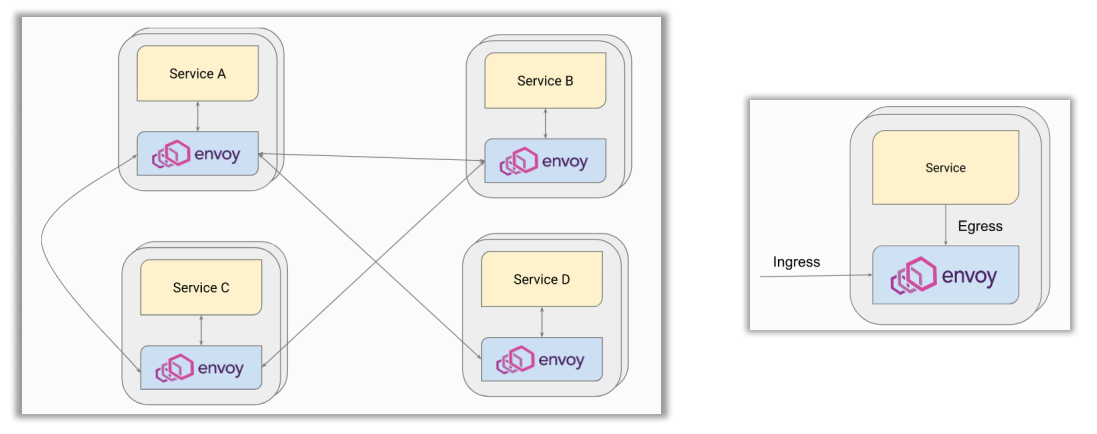 Service A
envoy
Service B
envoy
Service C
envoy
Service D
envoy
Service
Egress
Ingress
envoy